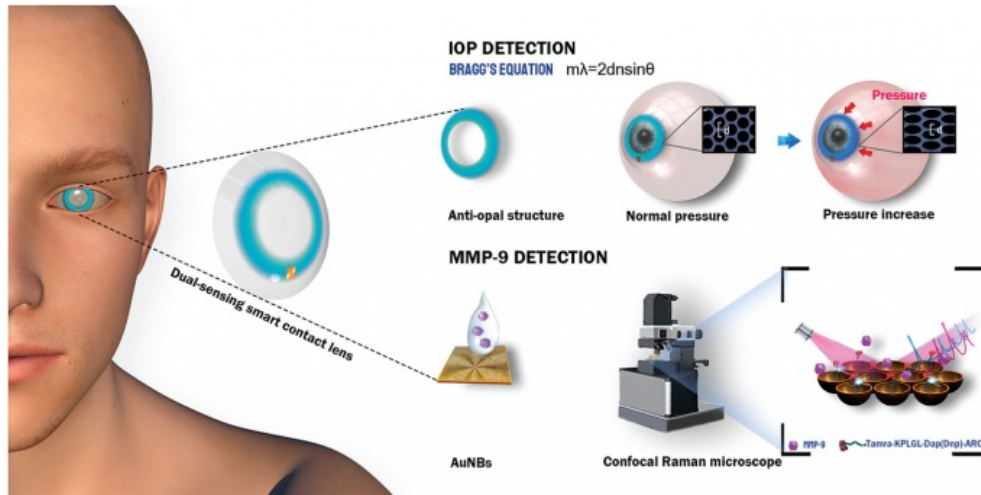 IOP DETECTION
BRAGG'S EQUATION mλ=2dnsinθ
Pressure
d
d
Anti-opal structure
Normal pressure
Pressure increase
Dual-sensing smart contact lens
MMP-9 DETECTION
AuNBs
Confocal Raman microscope
MMP-9
Tamra-KPLGL-Dap(Dnp)-ARC